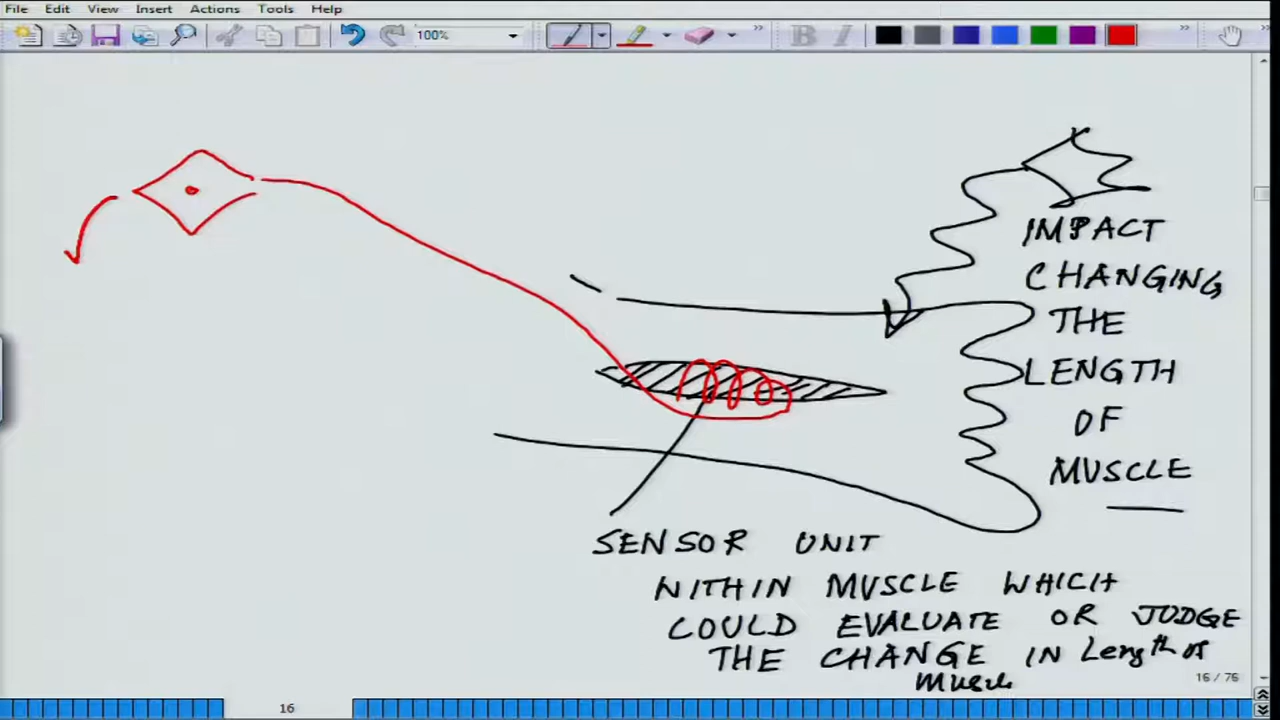 File Edit View Insert Actions Tools Help
100%
IMPACT
CHANGING
THE
LENGTH
OF
MUSCLE
SENSOR UNIT
WITHIN MUSCLE WHICH
COULD EVALUATE OR JUDGE
THE CHANGE IN Length of
Muscle
16 / 76
16